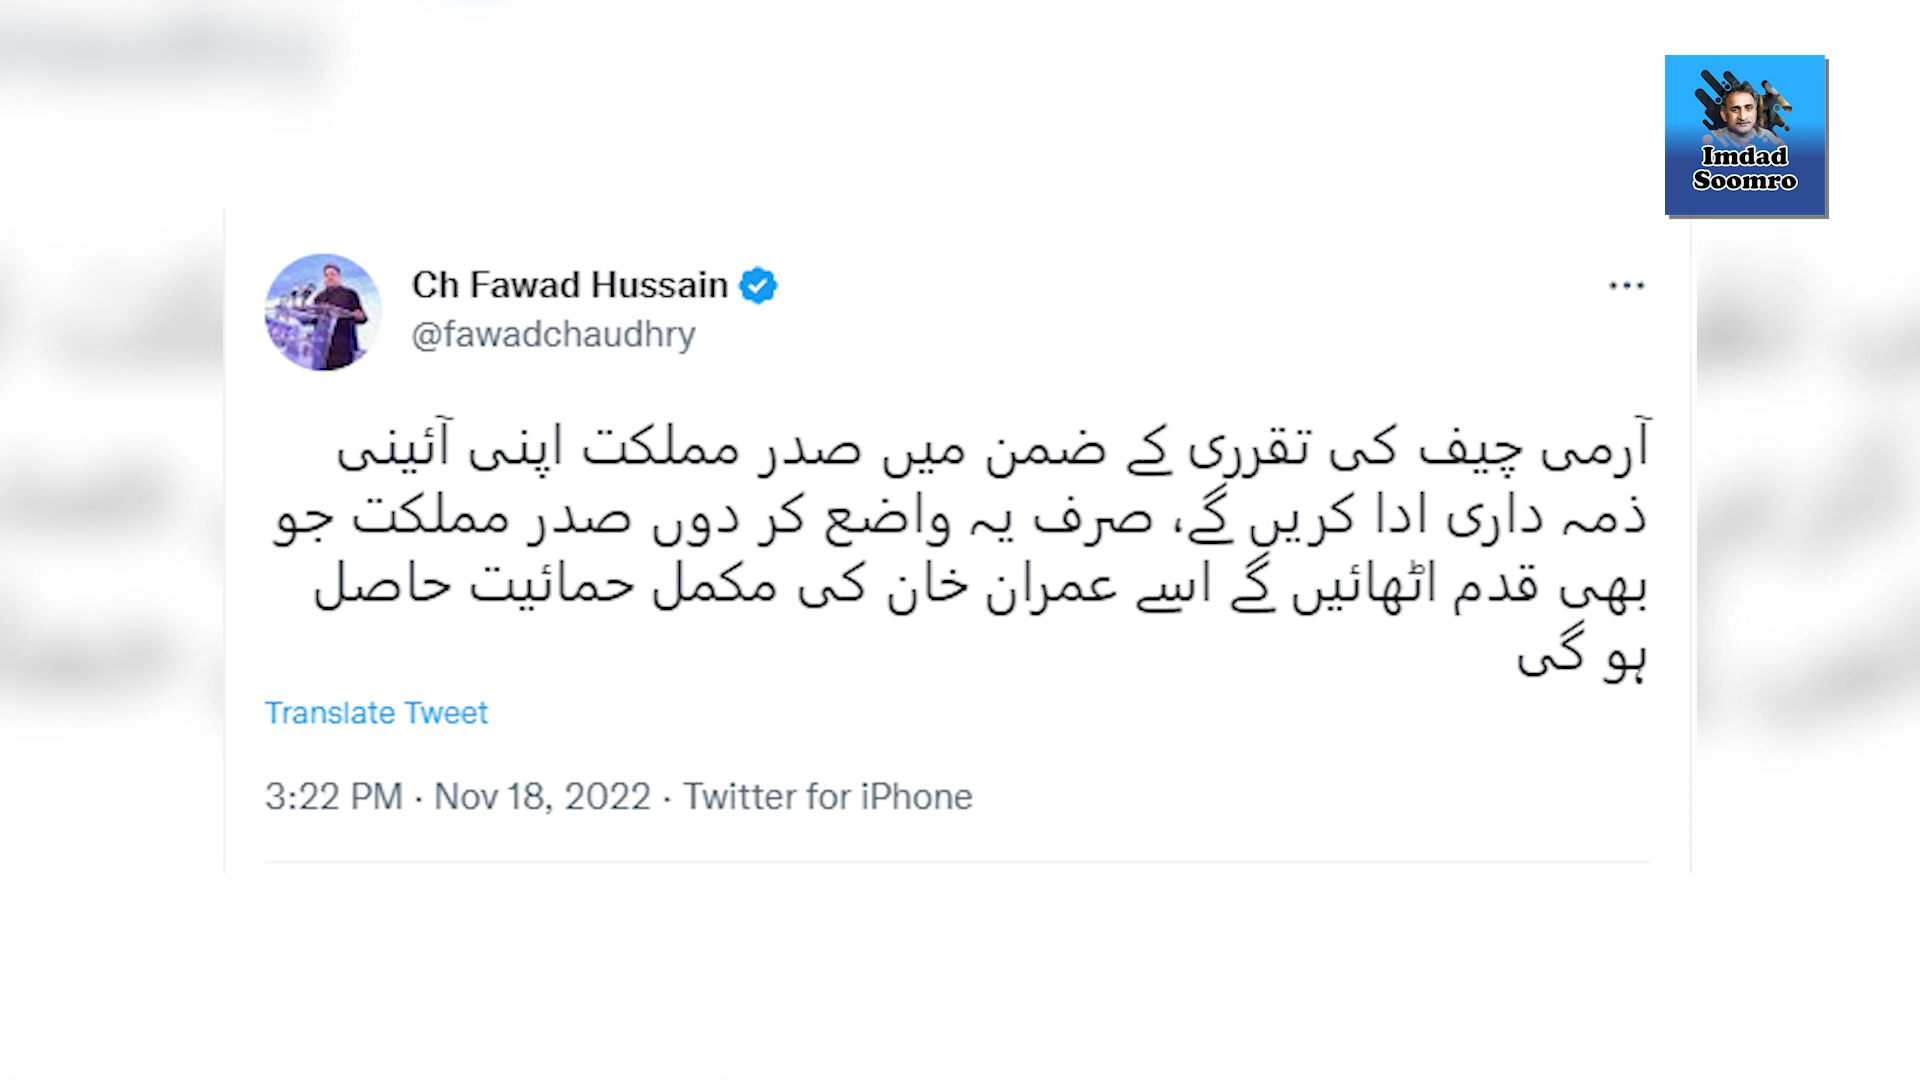 Imdad
Soomro
Ch Fawad Hussain
@fawadchaudhry
آرمی چیف کی تقرری کے ضمن میں صدر مملکت اپنی آئینی
ذمہ داری ادا کریں گے، صرف یہ واضع کر دوں صدر مملکت جو
بھی قدم اٹھائیں گے اسے عمران خان کی مکمل حمائیت حاصل
ہو گی
Translate Tweet
3:22 PM · Nov 18, 2022 · Twitter for iPhone